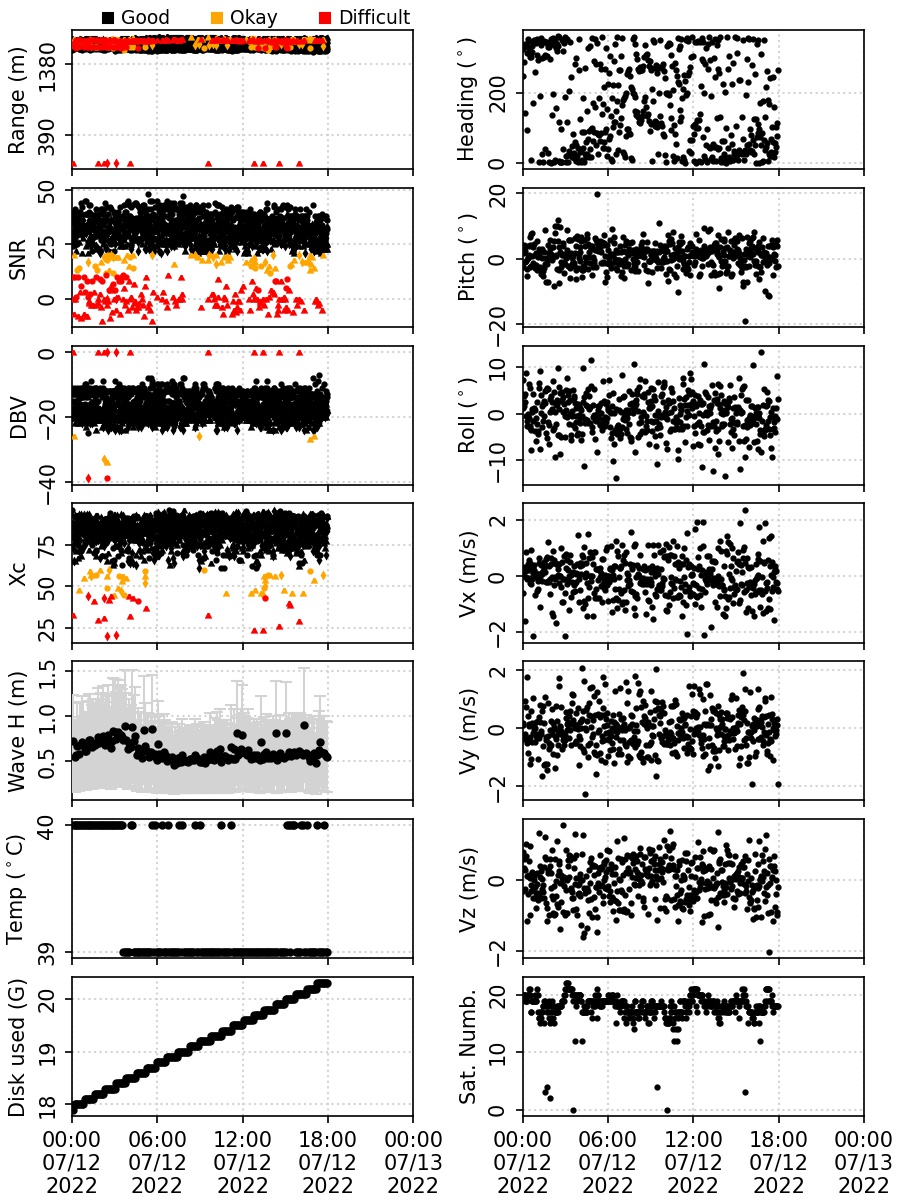 Good Okay Difficult
Range (m)
1380
390
Heading (°)
200
0
SNR
50
25
0
Pitch (°)
20
0
−20
DBV
0
−20
−40
Roll (°)
10
0
−10
Xc
75
50
25
Vx (m/s)
2
0
−2
Wave H (m)
1.5
1.0
0.5
Vy (m/s)
2
0
−2
Temp (°C)
40
39
Vz (m/s)
0
−2
Disk used (G)
20
19
18
Sat. Numb.
20
10
0
00:00 06:00 12:00 18:00 00:00
07/12 07/12 07/12 07/12 07/13
2022 2022 2022 2022 2022
00:00 06:00 12:00 18:00 00:00
07/12 07/12 07/12 07/12 07/13
2022 2022 2022 2022 2022